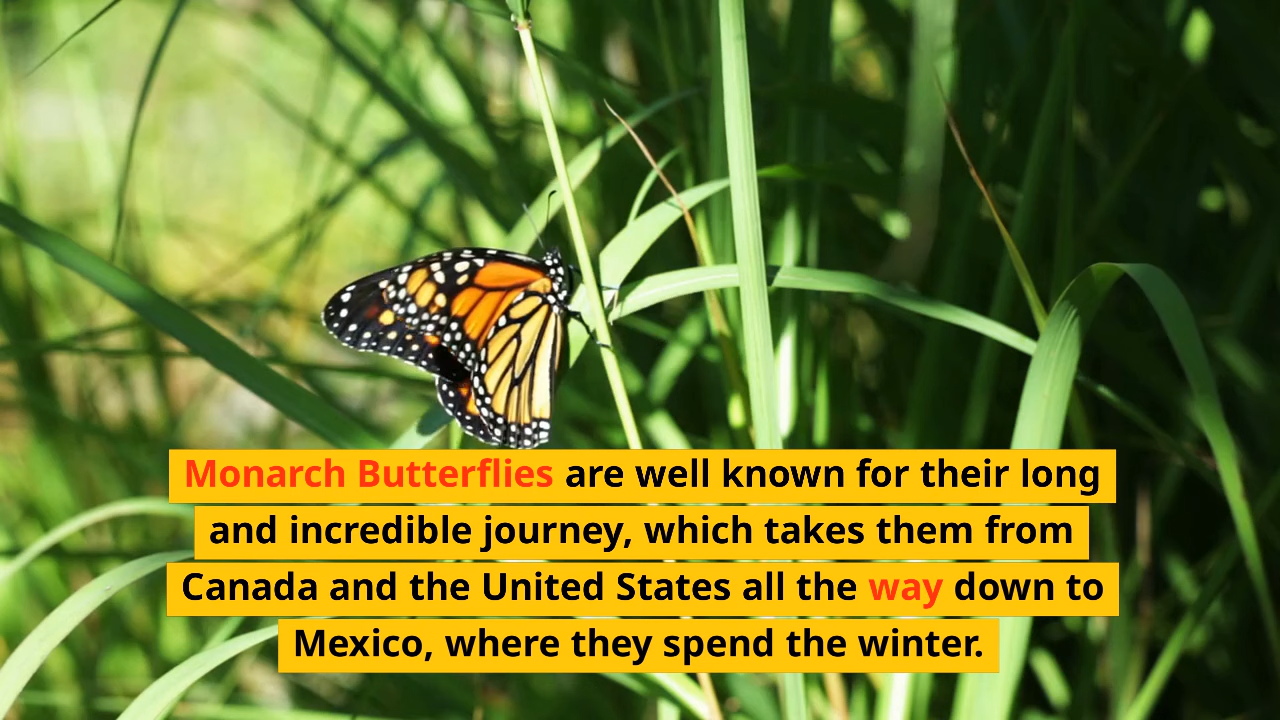 Monarch Butterflies are well known for their long
and incredible journey, which takes them from
Canada and the United States all the way down to
Mexico, where they spend the winter.